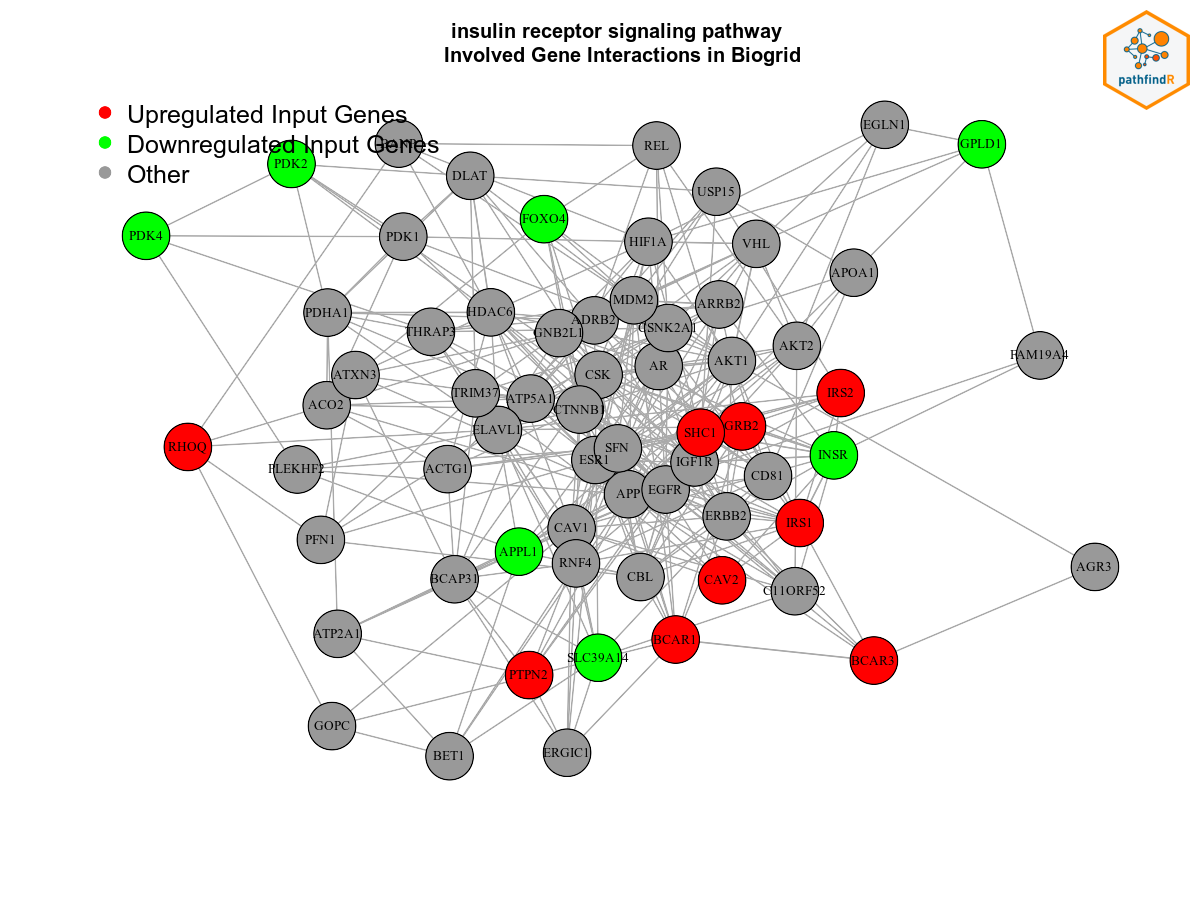 insulin receptor signaling pathway
Involved Gene Interactions in Biogrid
pathfindR
Upregulated Input Genes
Downregulated Input Genes
Other
EGLN1
GPLD1
REL
PDK2
DLAT
USP15
FOXO4
PDK4
PDK1
HIF1A
VHL
APOA1
MDM2
ARRB2
PDHA1
HDAC6
ADRB2
CSNK2A1
THRAP3
GNB2L1
AKT2
FAM19A4
AR
AKT1
ATXN3
CSK
TRIM37
IRS2
ATP5A1
ACO2
CTNNB1
GRB2
SHC1
ELAVL1
RHOQ
SFN
INSR
ESR1
IGF1R
PLEKHF2
ACTG1
CD81
APP
EGFR
ERBB2
IRS1
CAV1
PFN1
APPL1
RNF4
AGR3
BCAP31
CBL
CAV2
C11ORF52
ATP2A1
BCAR1
SLC39A14
BCAR3
PTPN2
GOPC
ERGIC1
BET1